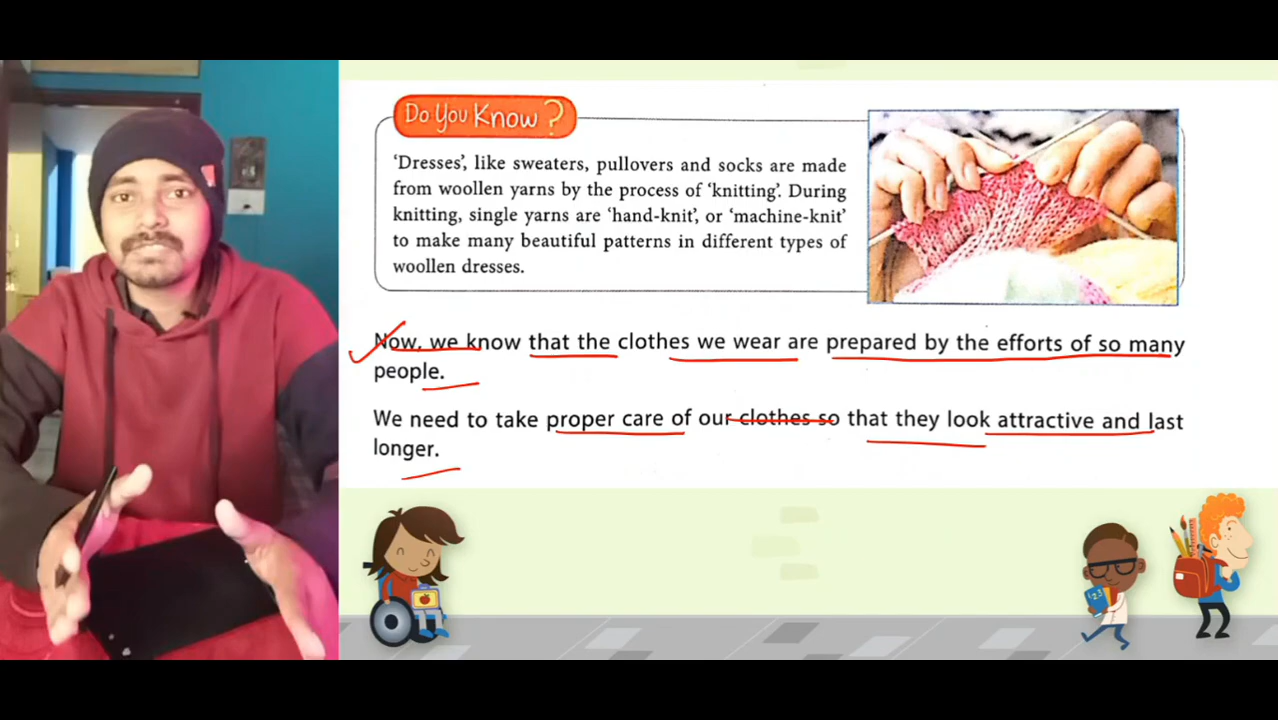 Do You Know ?
'Dresses', like sweaters, pullovers and socks are made
from woollen yarns by the process of 'knitting'. During
knitting, single yarns are 'hand-knit', or 'machine-knit'
to make many beautiful patterns in different types of
woollen dresses.
Now, we know that the clothes we wear are prepared by the efforts of so many
people.
We need to take proper care of our clothes so that they look attractive and last
longer.